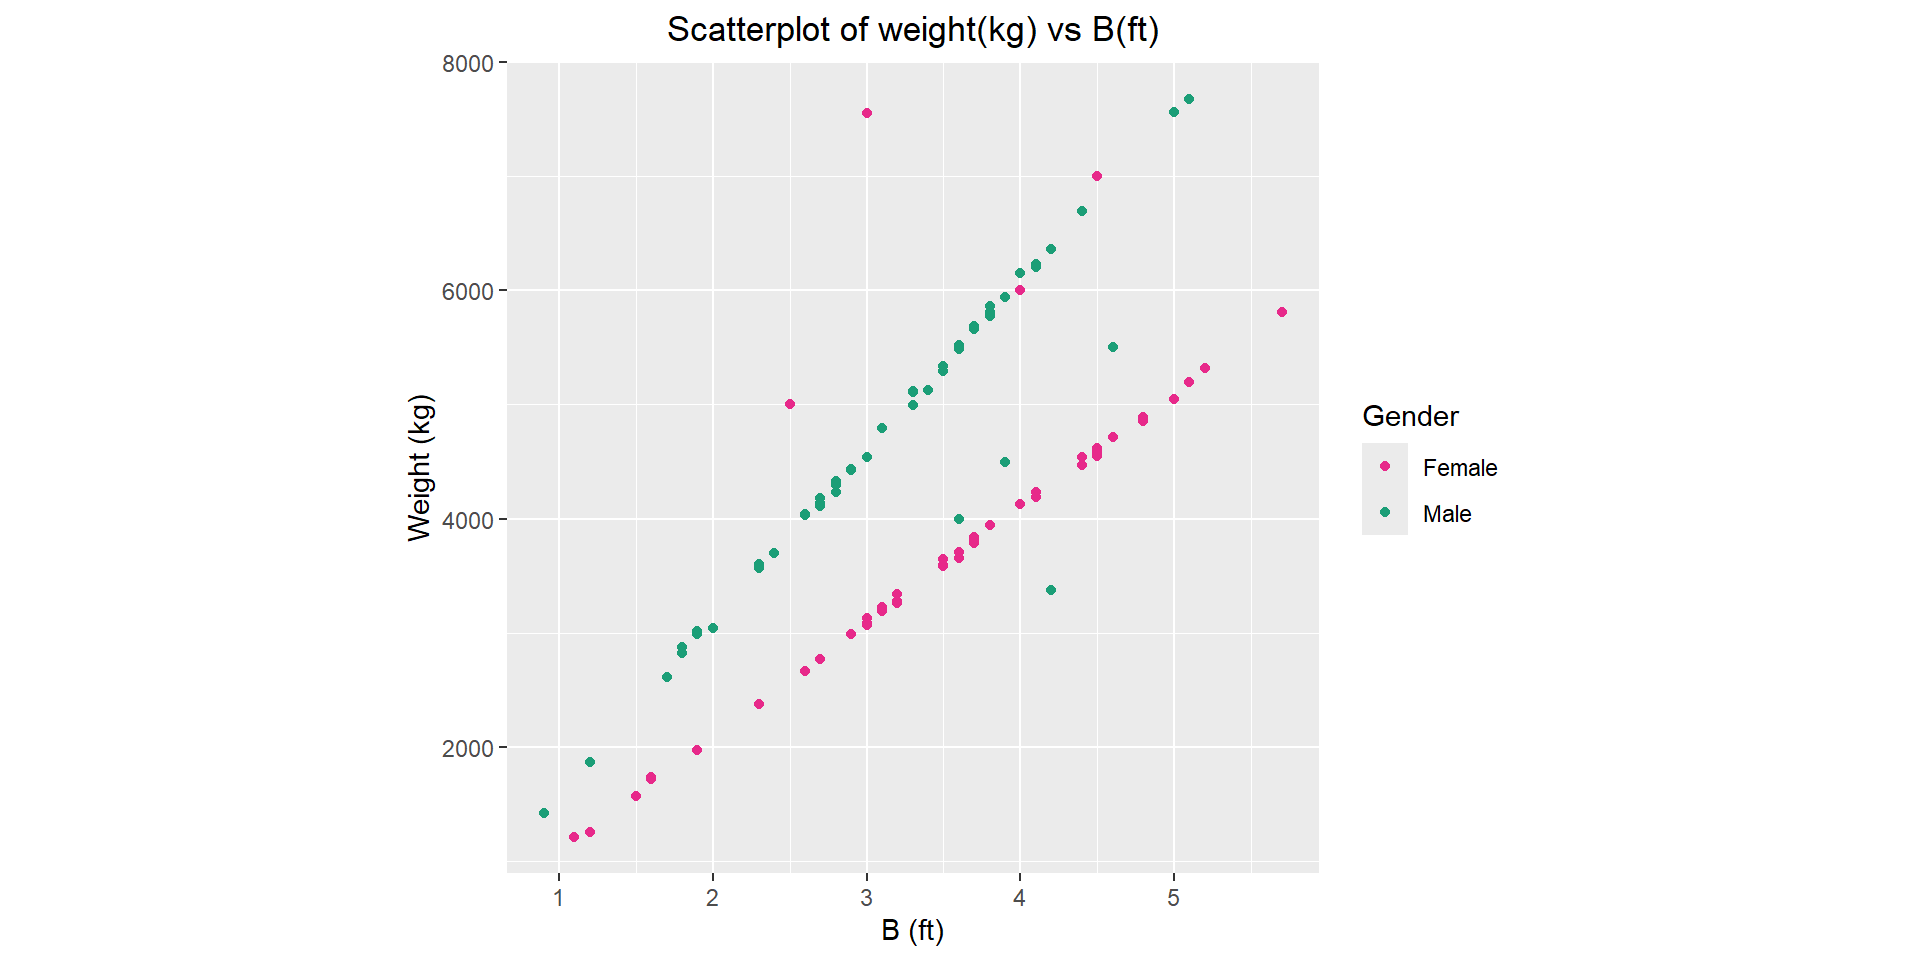 Scatterplot of weight(kg) vs B(ft)
8000
6000
4000
2000
Weight (kg)
1 2 3 4 5
B (ft)
Gender
Female
Male